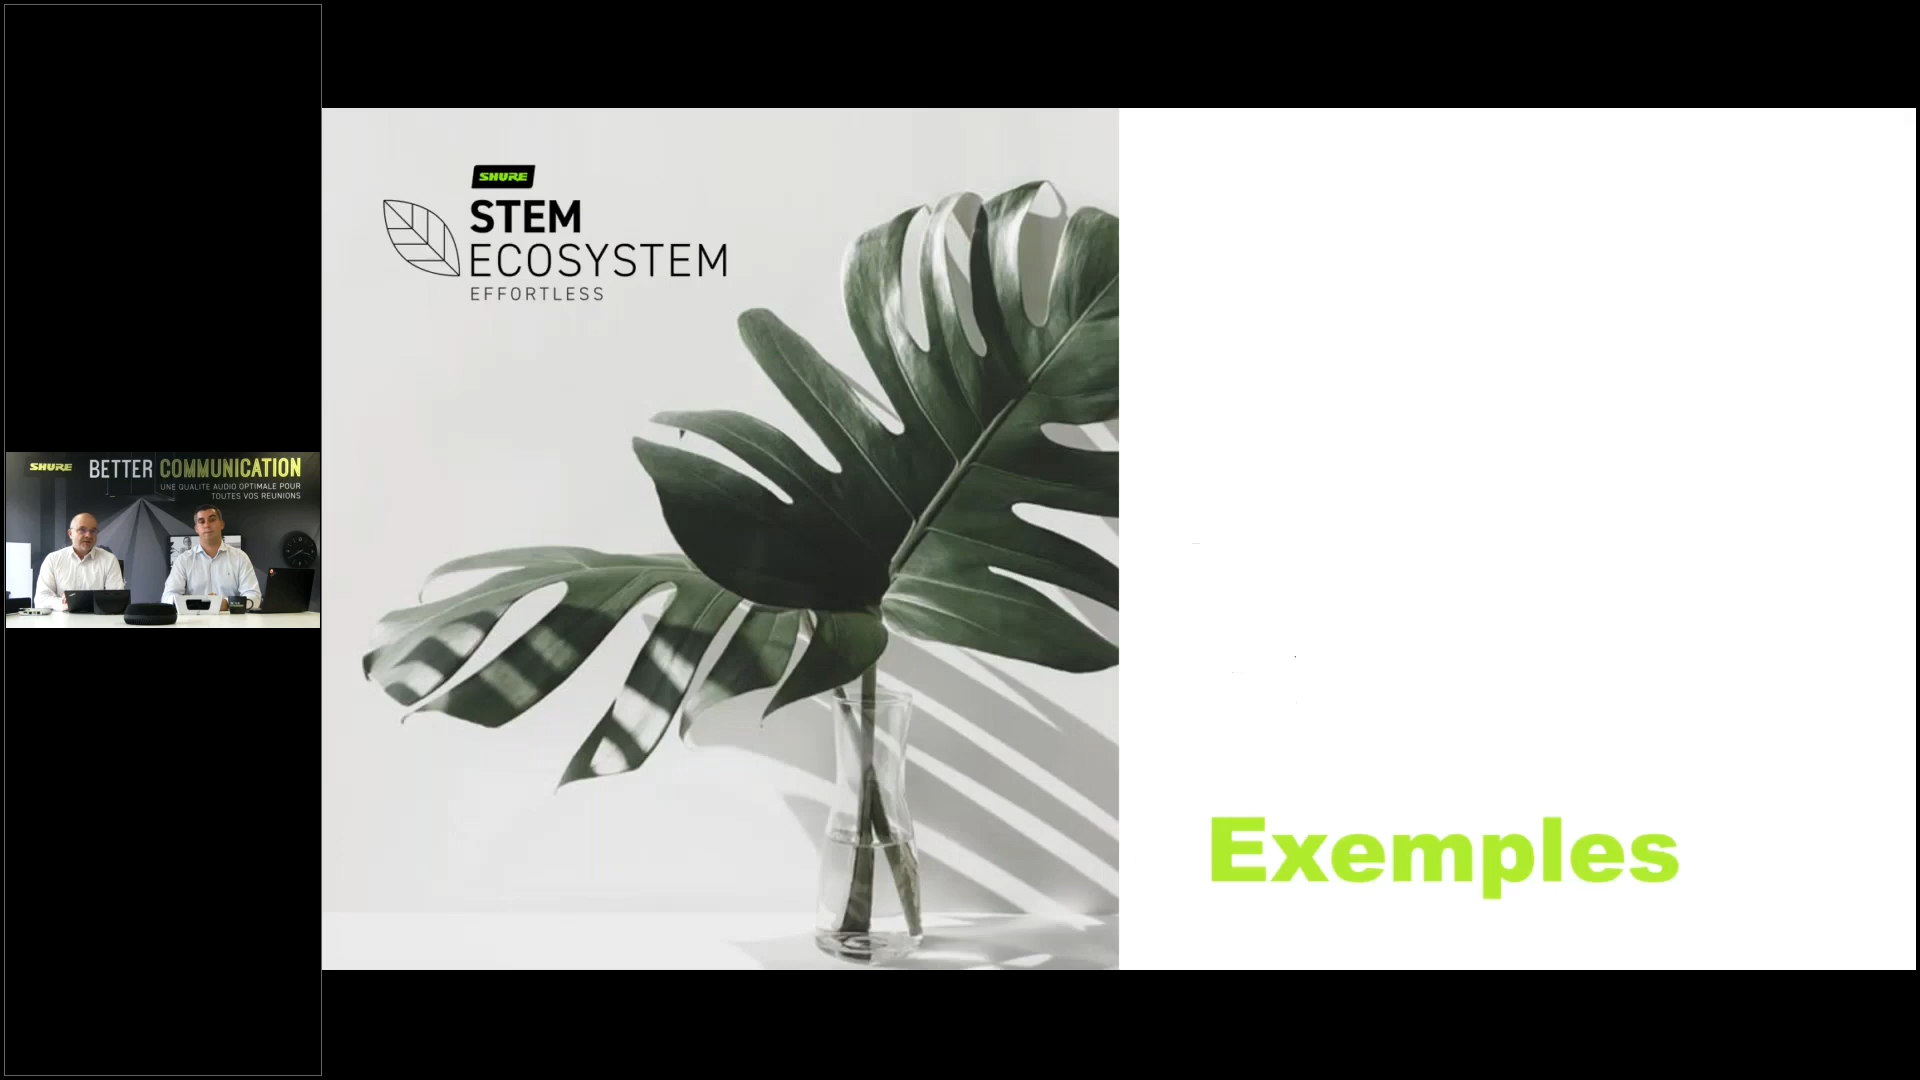 SHURE
BETTER COMMUNICATION
UNE QUALITE AUDIO OPTIMALE POUR
TOUTES VOS REUNIONS
SHURE
STEM
ECOSYSTEM
EFFORTLESS
Exemples